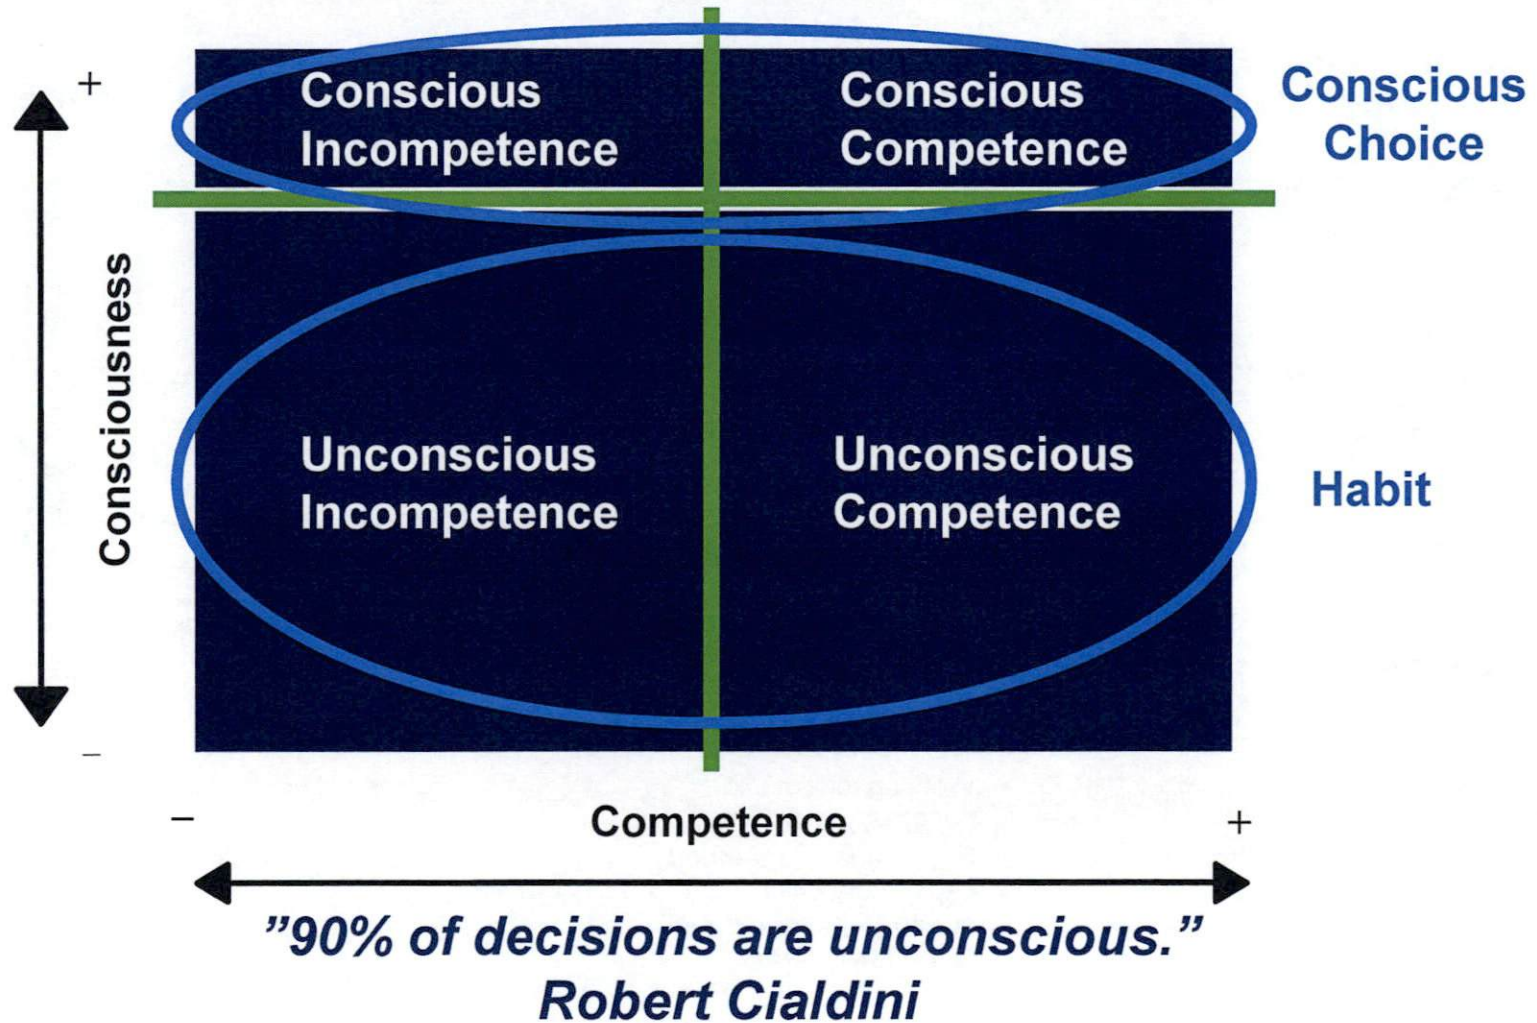 +
Conscious
Incompetence
Conscious
Competence
Conscious
Choice
Consciousness
Unconscious
Incompetence
Unconscious
Competence
Habit
–
–
Competence
+
”90% of decisions are unconscious.”
Robert Cialdini